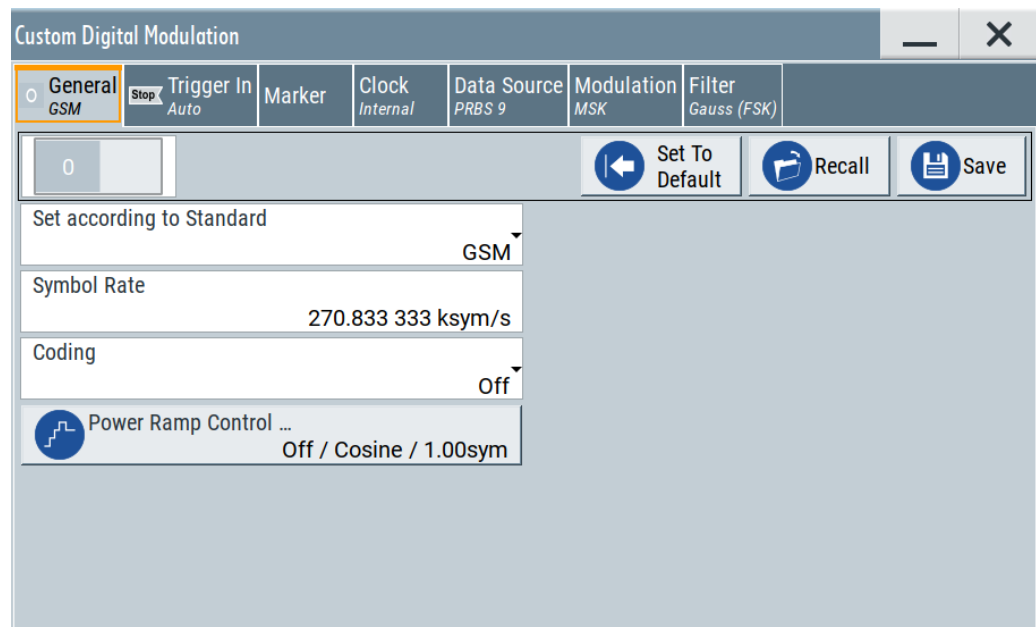 Custom Digital Modulation
0 General
GSM
Stop Trigger In
Auto
Marker
Clock
Internal
Data Source
PRBS 9
Modulation
MSK
Filter
Gauss (FSK)
0
Set To
Default
Recall
Save
Set according to Standard
GSM
Symbol Rate
270.833 333 ksym/s
Coding
Off
Power Ramp Control ...
Off / Cosine / 1.00sym